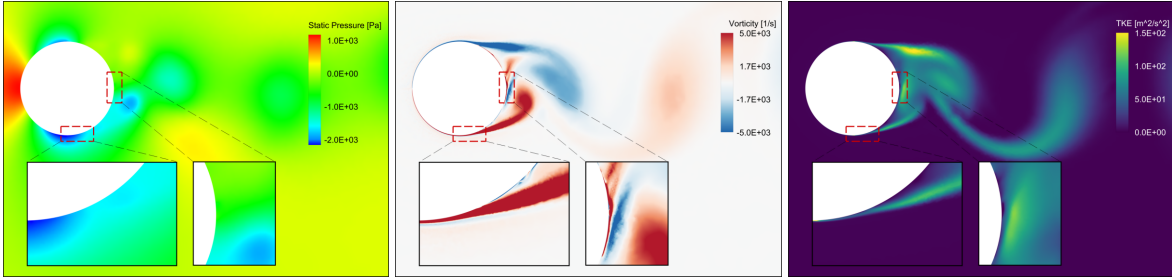 Static Pressure [Pa]
1.0E+03
0.0E+00
-1.0E+03
-2.0E+03
Vorticity [1/s]
5.0E+03
1.7E+03
-1.7E+03
-5.0E+03
TKE [m^2/s^2]
1.5E+02
1.0E+02
5.0E+01
0.0E+00